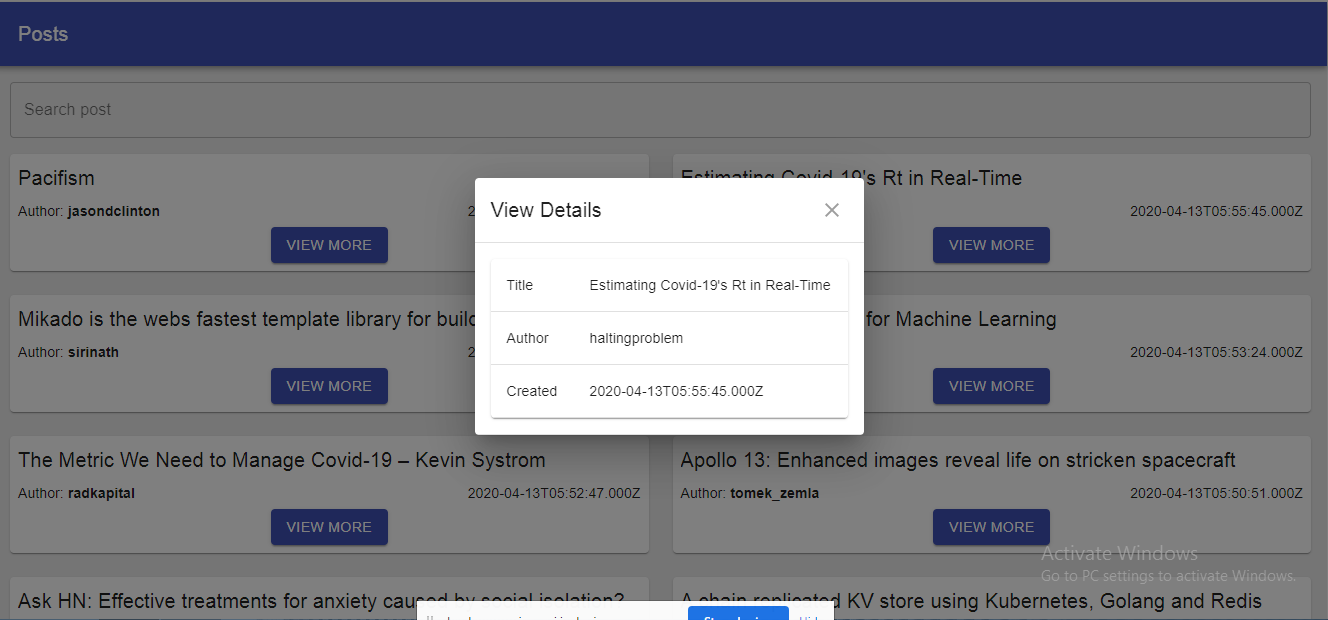 Posts
Search post
Pacifism
Author: jasondclinton
VIEW MORE
Estimating Covid-19's Rt in Real-Time
2020-04-13T05:55:45.000Z
VIEW MORE
View Details
Title Estimating Covid-19's Rt in Real-Time
Author haltingproblem
Created 2020-04-13T05:55:45.000Z
Mikado is the webs fastest template library for
Author: sirinath
VIEW MORE
for Machine Learning
2020-04-13T05:53:24.000Z
VIEW MORE
The Metric We Need to Manage Covid-19 – Kevin Systrom
Author: radkapital 2020-04-13T05:52:47.000Z
VIEW MORE
Apollo 13: Enhanced images reveal life on stricken spacecraft
Author: tomek_zemla 2020-04-13T05:50:51.000Z
VIEW MORE
Ask HN: Effective treatments for anxiety caused by social isolation?
A chain replicated KV store using Kubernetes, Golang and Redis
Activate Windows
Go to PC settings to activate Windows.